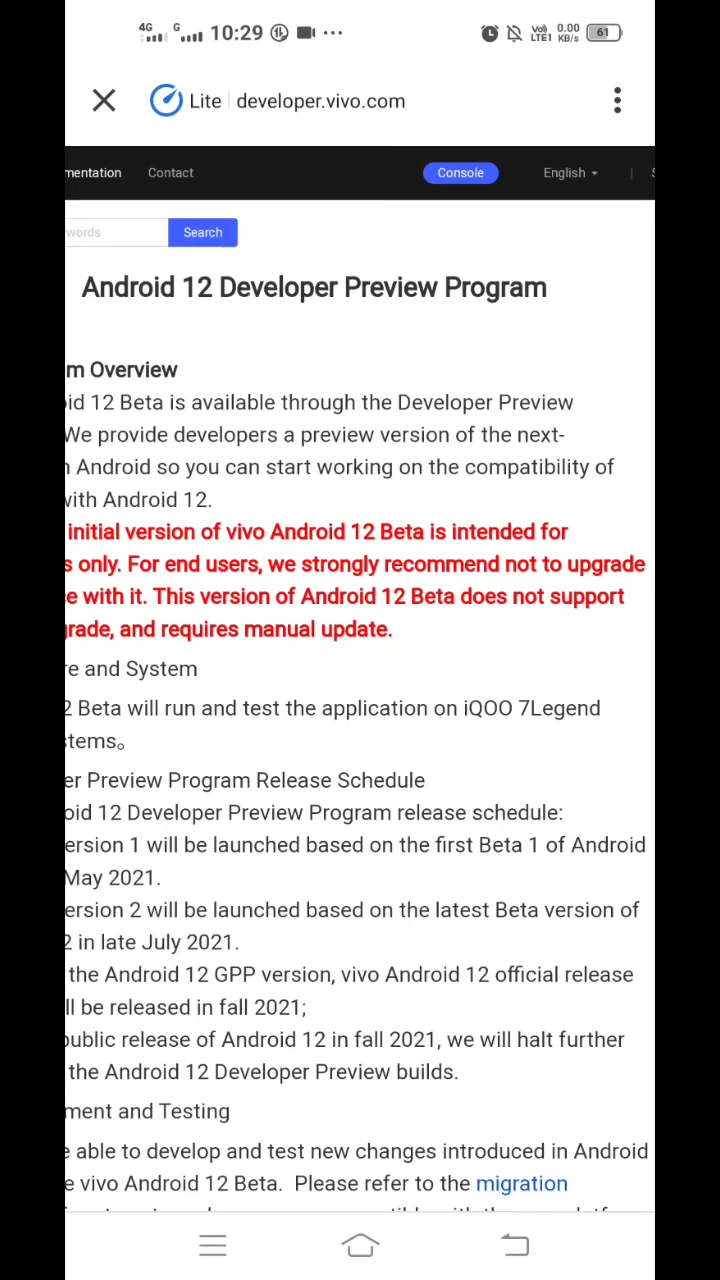 4G G 10:29 Vo) LTE1 0.00 KB/s 61
Lite developer.vivo.com
mentation Contact Console English
words Search
Android 12 Developer Preview Program
m Overview
oid 12 Beta is available through the Developer Preview
We provide developers a preview version of the next-
n Android so you can start working on the compatibility of
with Android 12.
initial version of vivo Android 12 Beta is intended for
s only. For end users, we strongly recommend not to upgrade
e with it. This version of Android 12 Beta does not support
grade, and requires manual update.
re and System
2 Beta will run and test the application on iQOO 7Legend
stems。
er Preview Program Release Schedule
oid 12 Developer Preview Program release schedule:
ersion 1 will be launched based on the first Beta 1 of Android
May 2021.
ersion 2 will be launched based on the latest Beta version of
2 in late July 2021.
the Android 12 GPP version, vivo Android 12 official release
ll be released in fall 2021;
public release of Android 12 in fall 2021, we will halt further
the Android 12 Developer Preview builds.
ment and Testing
e able to develop and test new changes introduced in Android
e vivo Android 12 Beta. Please refer to the migration